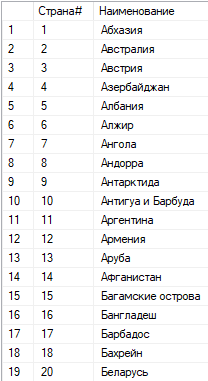 Страна# Наименование
1 1 Абхазия
2 2 Австралия
3 3 Австрия
4 4 Азербайджан
5 5 Албания
6 6 Алжир
7 7 Ангола
8 8 Андорра
9 9 Антарктида
10 10 Антигуа и Барбуда
11 11 Аргентина
12 12 Армения
13 13 Аруба
14 14 Афганистан
15 15 Багамские острова
16 16 Бангладеш
17 17 Барбадос
18 18 Бахрейн
19 20 Беларусь